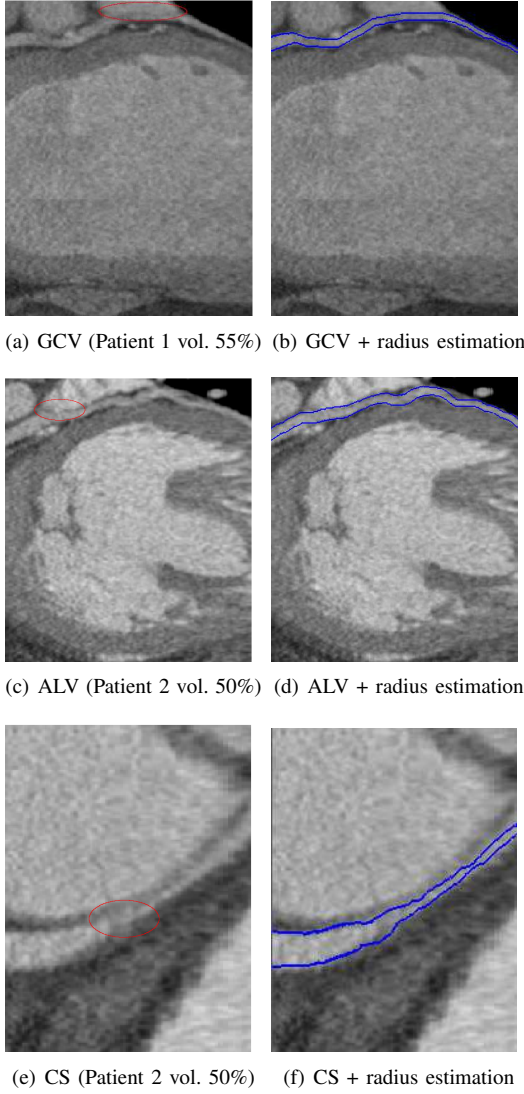 (a) GCV (Patient 1 vol. 55%) (b) GCV + radius estimation
(c) ALV (Patient 2 vol. 50%) (d) ALV + radius estimation
(e) CS (Patient 2 vol. 50%) (f) CS + radius estimation